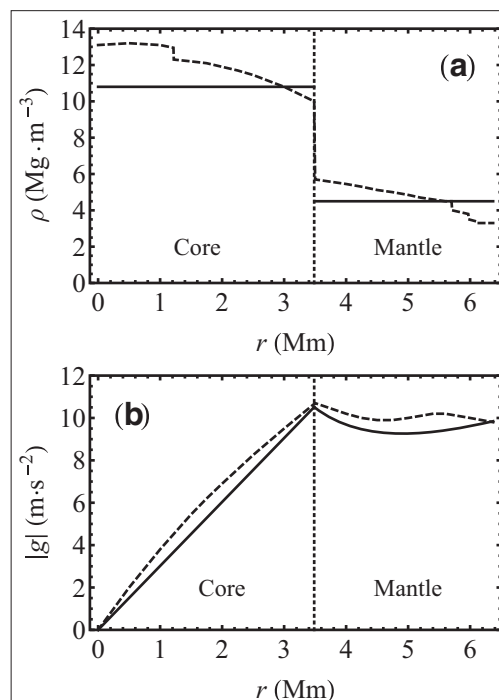 14
12
10
8
6
4
2
0
ρ (Mg·m⁻³)
(a)
Core
Mantle
0 1 2 3 4 5 6
r (Mm)
12
10
8
6
4
2
0
|g| (m·s⁻²)
(b)
Core
Mantle
0 1 2 3 4 5 6
r (Mm)